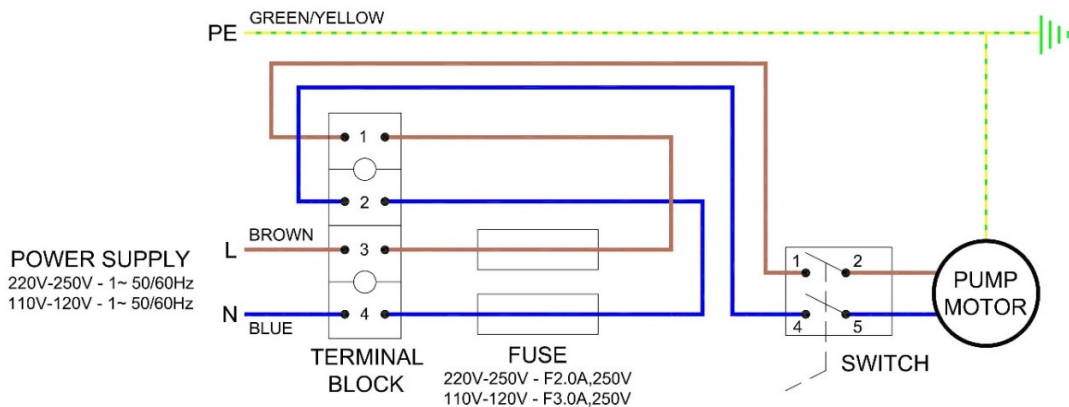 GREEN/YELLOW
PE
1
2
BROWN
L
3
POWER SUPPLY
220V-250V - 1~ 50/60Hz
110V-120V - 1~ 50/60Hz
N
BLUE
4
TERMINAL
BLOCK
FUSE
220V-250V - F2.0A,250V
110V-120V - F3.0A,250V
1 2
4 5
SWITCH
PUMP
MOTOR